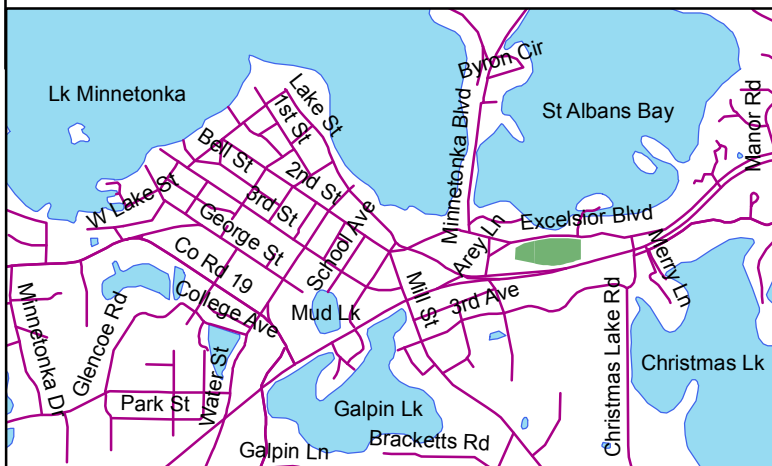 Byron Cir
Lk Minnetonka
Lake St
1st St
St Albans Bay
Minnetonka Blvd
Manor Rd
Bell St
2nd St
W Lake St
3rd St
George St
School Ave
Excelsior Blvd
Arey Ln
Merry Ln
Co Rd 19
College Ave
Mill St
3rd Ave
Mud Lk
Minnetonka Dr
Glencoe Rd
Water St
Christmas Lake Rd
Christmas Lk
Park St
Galpin Lk
Galpin Ln
Bracketts Rd